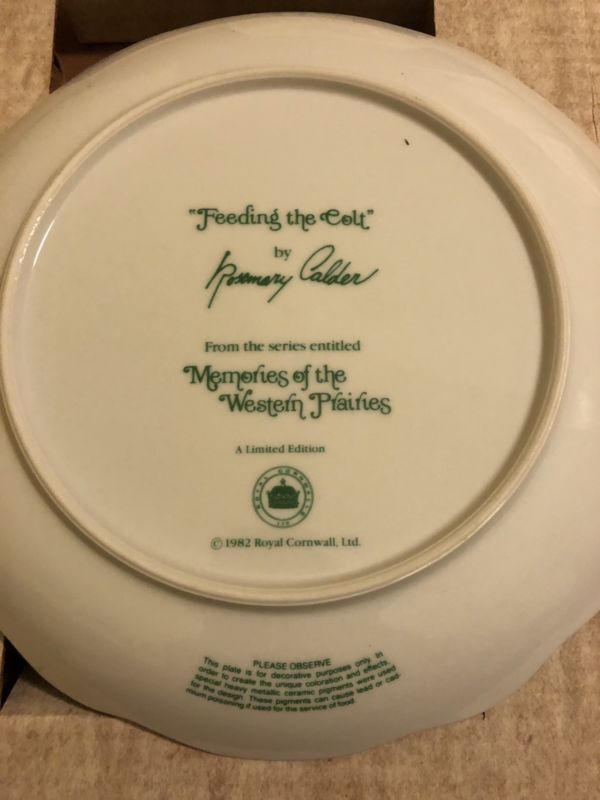 "Feeding the Colt"
by
Rosemary Calder
From the series entitled
Memories of the
Western Prairies
A Limited Edition
ROYAL CORNWALL
LTD
© 1982 Royal Cornwall, Ltd.
PLEASE OBSERVE
This plate is for decorative purposes only. In
order to create the unique coloration and effects,
special heavy metallic ceramic pigments were used
for the design. These pigments can cause lead or cad-
mium poisoning if used for the service of food.